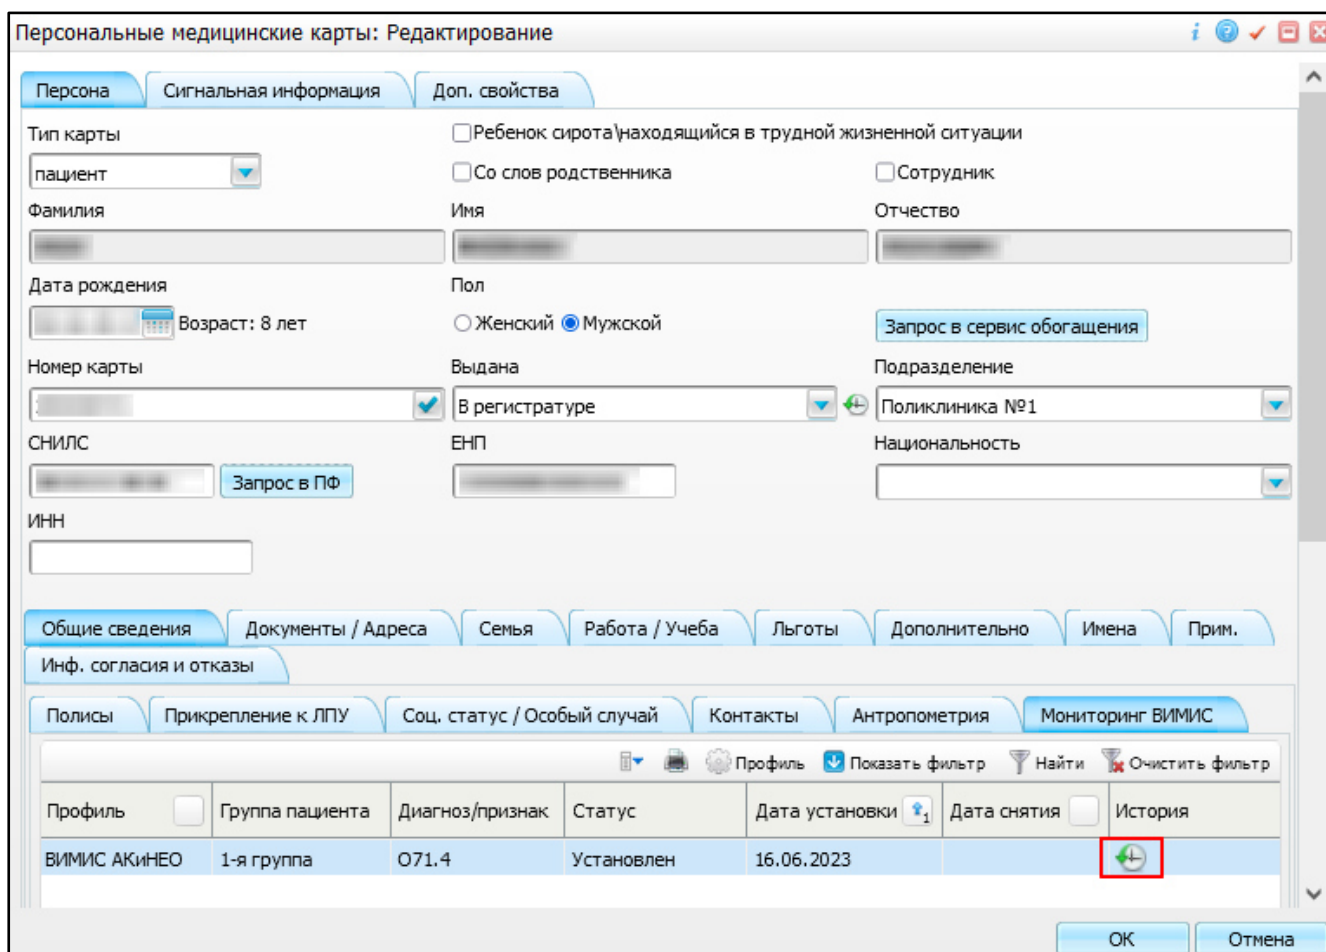 Персональные медицинские карты: Редактирование
Персона Сигнальная информация Доп. свойства
Тип карты Ребенок сирота\находящийся в трудной жизненной ситуации
пациент Со слов родственника Сотрудник
Фамилия Имя Отчество
Дата рождения Пол
Возраст: 8 лет Женский Мужской Запрос в сервис обогащения
Номер карты Выдана Подразделение
В регистратуре Поликлиника №1
СНИЛС ЕНП Национальность
Запрос в ПФ
ИНН
Общие сведения Документы / Адреса Семья Работа / Учеба Льготы Дополнительно Имена Прим.
Инф. согласия и отказы
Полисы Прикрепление к ЛПУ Соц. статус / Особый случай Контакты Антропометрия Мониторинг ВИМИС
Профиль Показать фильтр Найти Очистить фильтр
Профиль Группа пациента Диагноз/признак Статус Дата установки 1 Дата снятия История
ВИМИС АКиНЕО 1-я группа O71.4 Установлен 16.06.2023
ОК Отмена